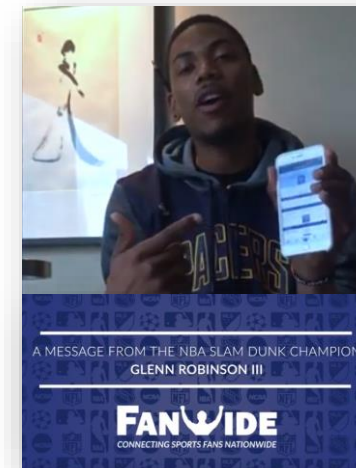 PACERS
A MESSAGE FROM THE NBA SLAM DUNK CHAMPION
GLENN ROBINSON III
FANWIDE
CONNECTING SPORTS FANS NATIONWIDE